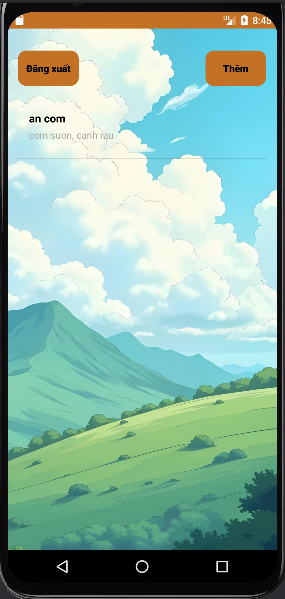 8:45
Đăng xuất
Thêm
an com
com suon, canh rau